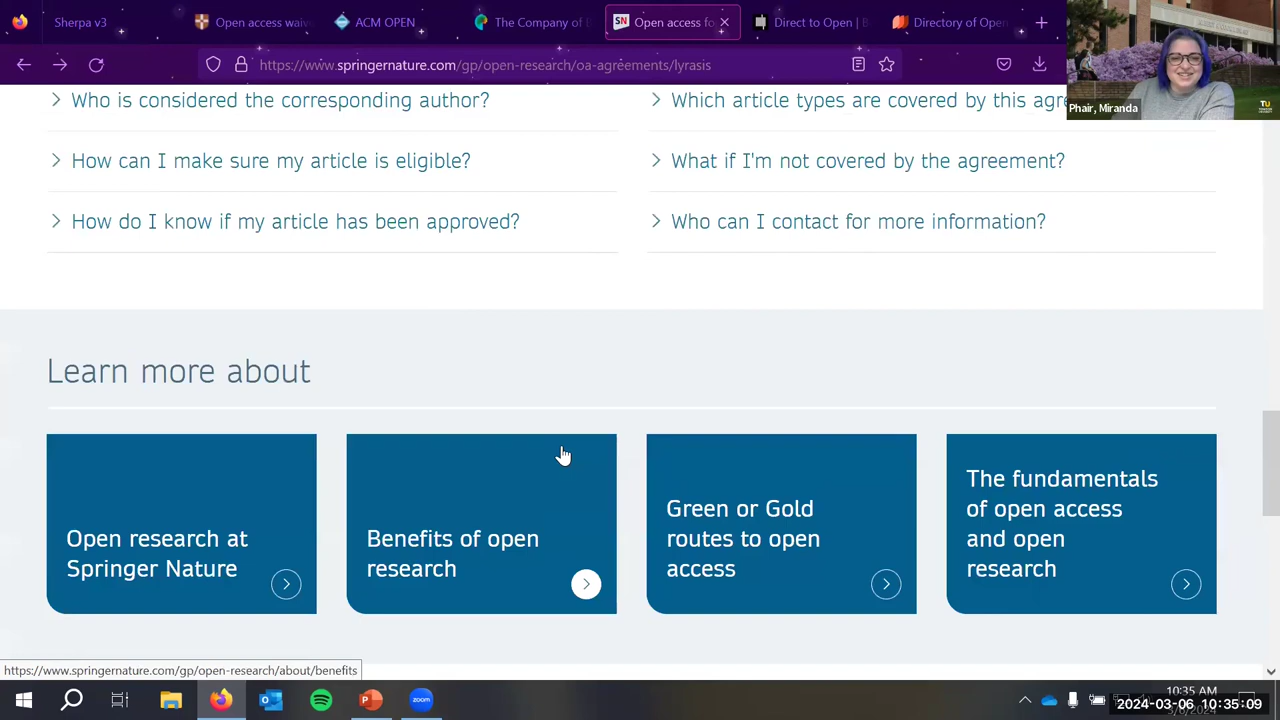 Sherpa v3
Open access waiv
ACM OPEN
The Company of
SN
Open access fo
Direct to Open |
Directory of Open
https://www.springernature.com/gp/open-research/oa-agreements/lyrasis
Phair, Miranda
TU
Who is considered the corresponding author?
Which article types are covered by this agre
How can I make sure my article is eligible?
What if I'm not covered by the agreement?
How do I know if my article has been approved?
Who can I contact for more information?
Learn more about
Open research at
Springer Nature
Benefits of open
research
Green or Gold
routes to open
access
The fundamentals
of open access
and open
research
https://www.springernature.com/gp/open-research/about/benefits
zoom
10:35 AM
2024-03-06 10:35:09